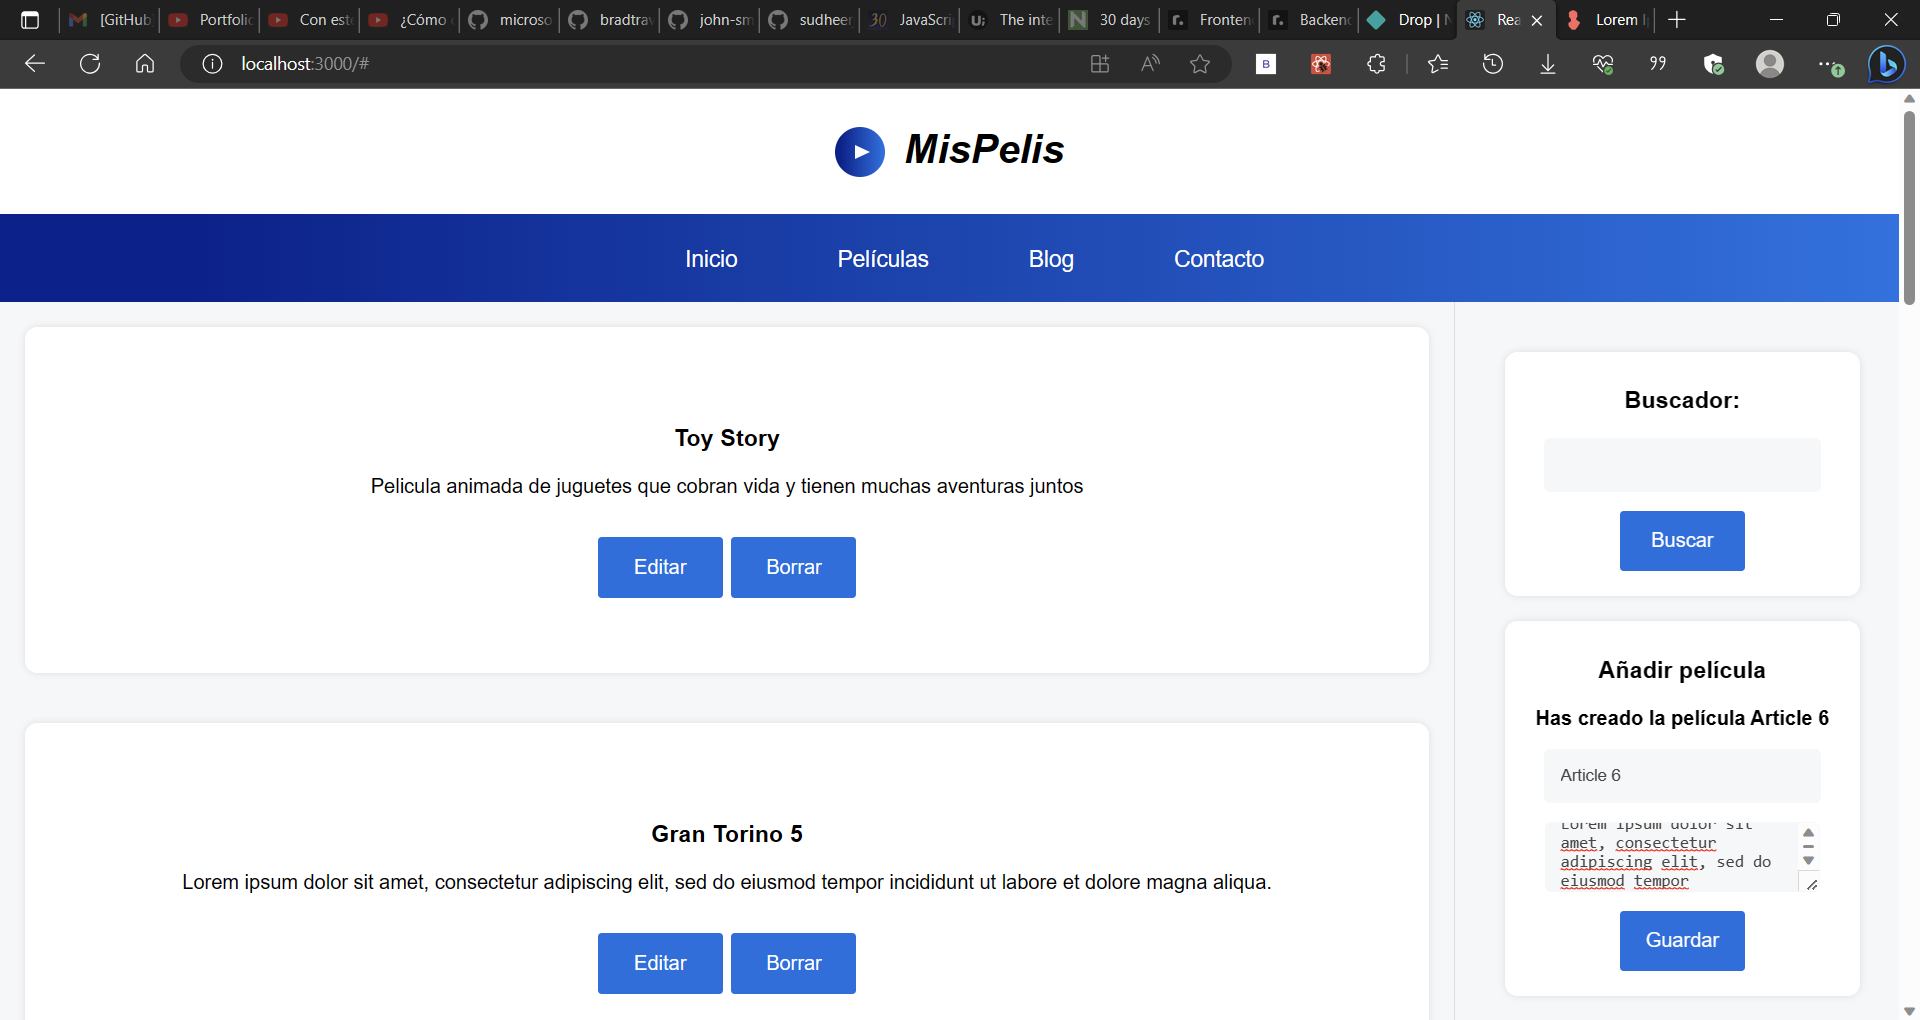 [GitHub
Portfolio
Con est
¿Cómo
microso
bradtrav
john-sm
sudheer
30
JavaScri
The inte
N
30 days
r.
Fronten
r.
Backen
Drop |
Rea
Lorem I
localhost:3000/#
B
MisPelis
Inicio
Películas
Blog
Contacto
Toy Story
Pelicula animada de juguetes que cobran vida y tienen muchas aventuras juntos
Editar
Borrar
Gran Torino 5
Lorem ipsum dolor sit amet, consectetur adipiscing elit, sed do eiusmod tempor incididunt ut labore et dolore magna aliqua.
Editar
Borrar
Buscador:
Buscar
Añadir película
Has creado la película Article 6
Article 6
Lorem ipsum dolor sit
amet, consectetur
adipiscing elit, sed do
eiusmod tempor
Guardar